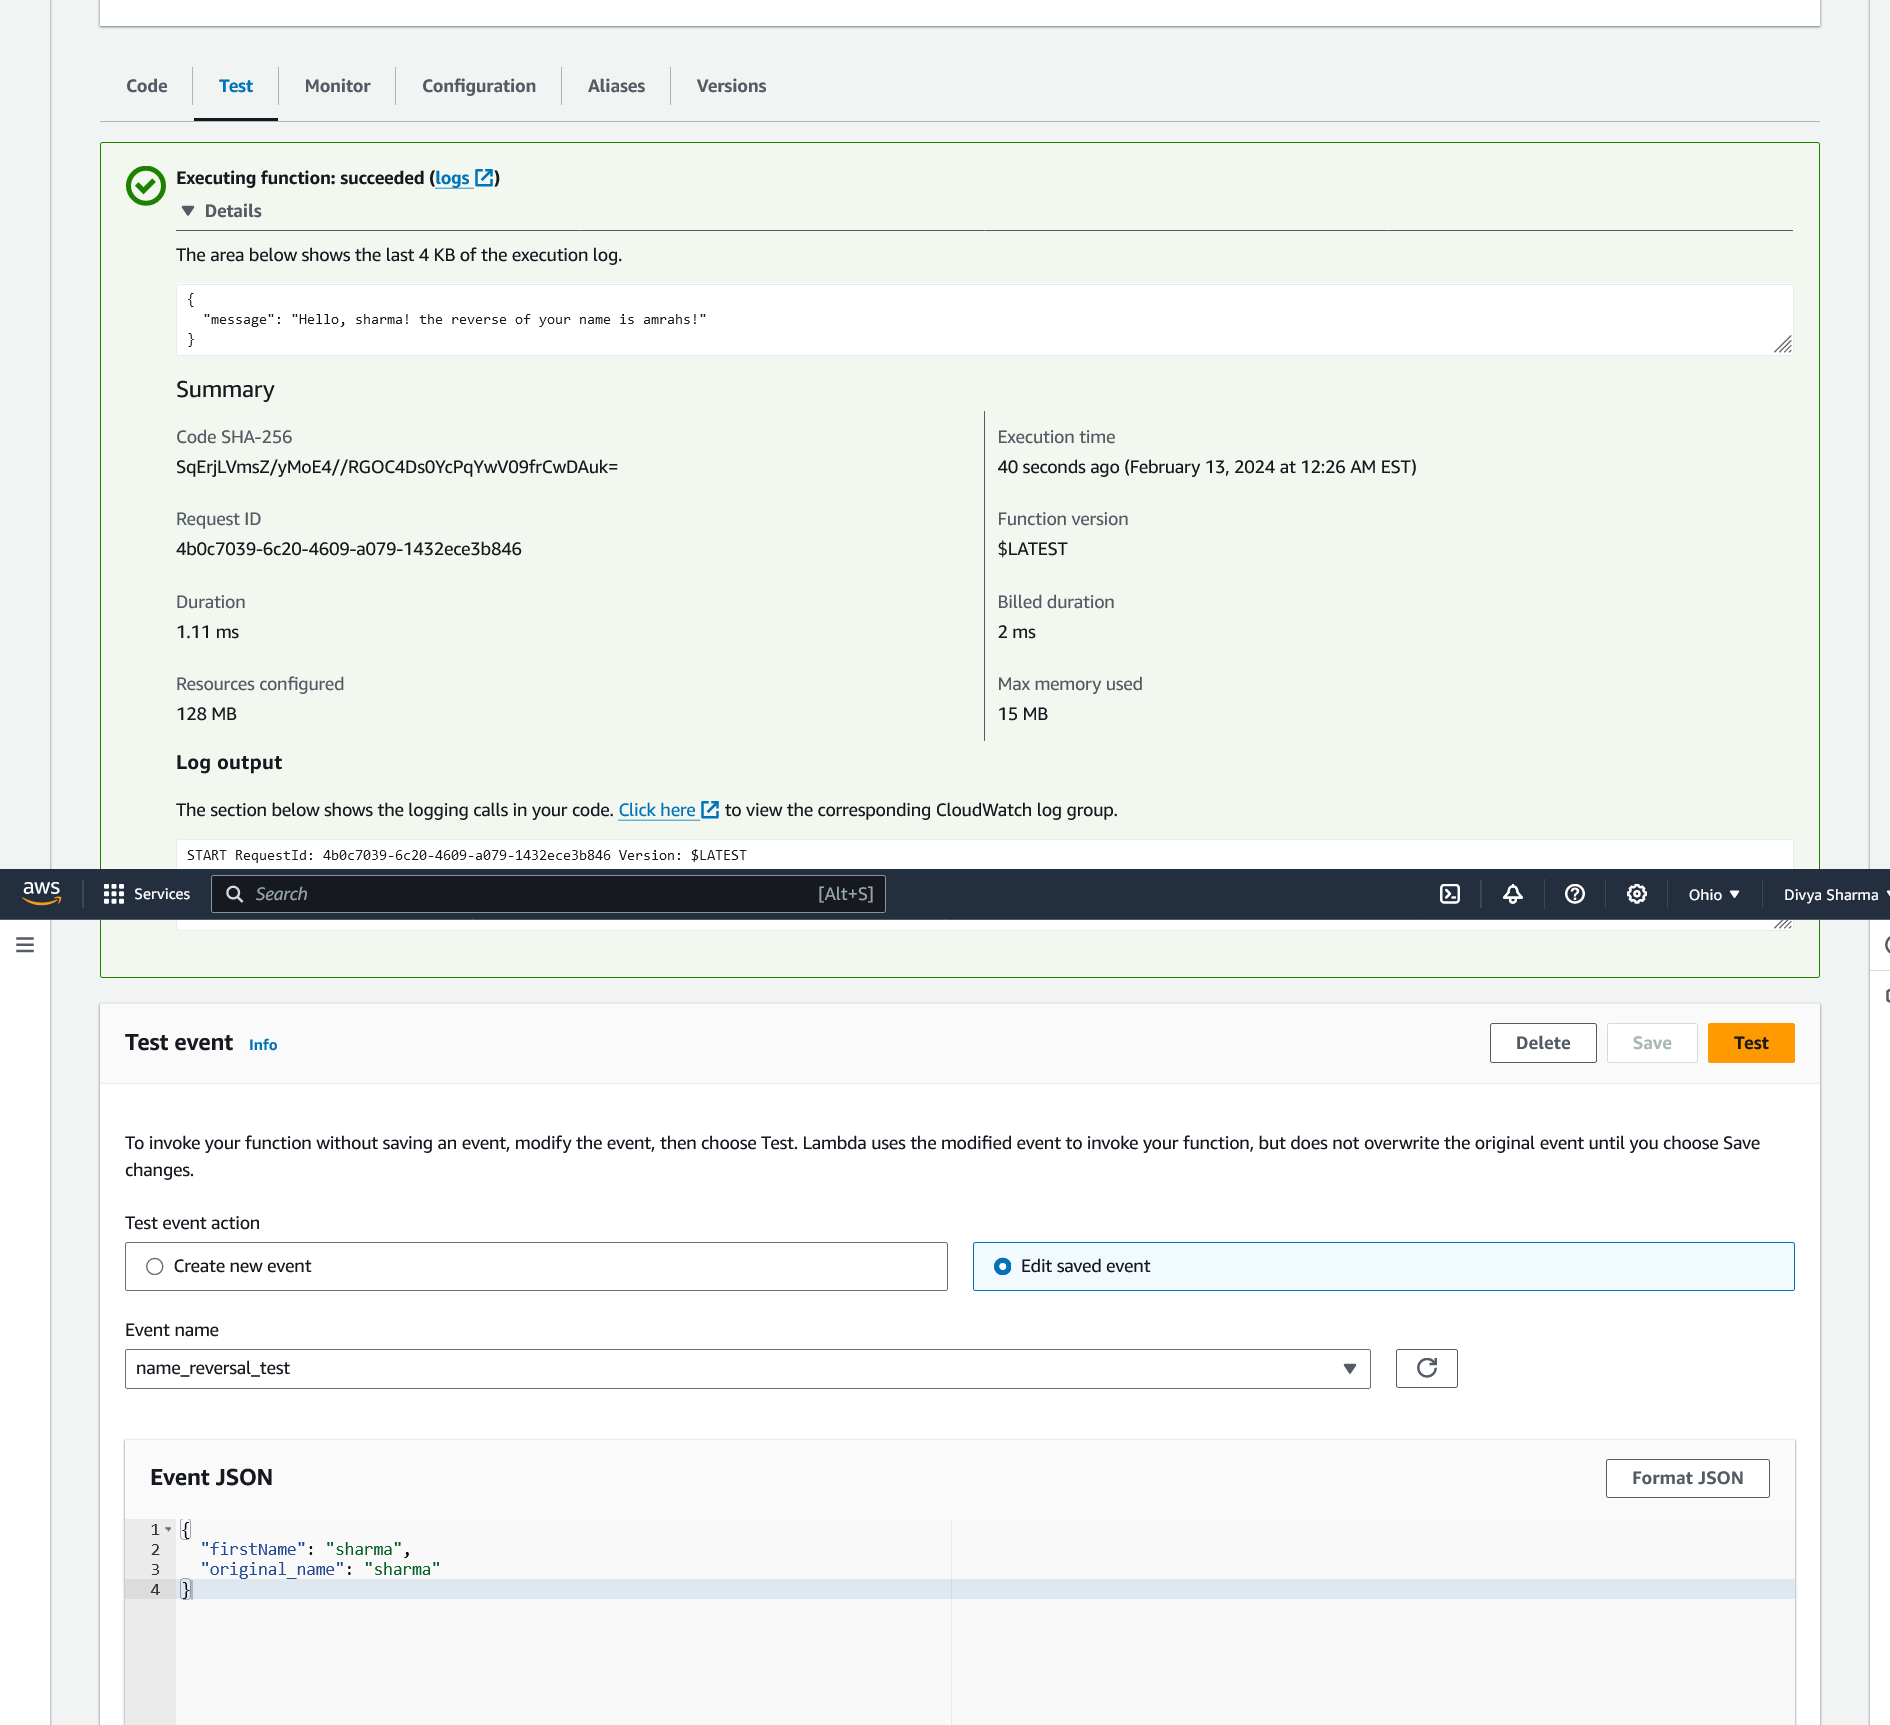 Code Test Monitor Configuration Aliases Versions
Executing function: succeeded (logs)
Details
The area below shows the last 4 KB of the execution log.
{
"message": "Hello, sharma! the reverse of your name is amrahs!"
}
Summary
Code SHA-256
SqErjLVmsZ/yMoE4//RGOC4Ds0YcPqYwV09frCwDAuk=
Execution time
40 seconds ago (February 13, 2024 at 12:26 AM EST)
Request ID
4b0c7039-6c20-4609-a079-1432ece3b846
Function version
$LATEST
Duration
1.11 ms
Billed duration
2 ms
Resources configured
128 MB
Max memory used
15 MB
Log output
The section below shows the logging calls in your code. Click here to view the corresponding CloudWatch log group.
START RequestId: 4b0c7039-6c20-4609-a079-1432ece3b846 Version: $LATEST
aws Services Search [Alt+S] Ohio Divya Sharma
Test event Info Delete Save Test
To invoke your function without saving an event, modify the event, then choose Test. Lambda uses the modified event to invoke your function, but does not overwrite the original event until you choose Save
changes.
Test event action
Create new event Edit saved event
Event name
name_reversal_test
Event JSON Format JSON
1 {
2 "firstName": "sharma",
3 "original_name": "sharma"
4 }